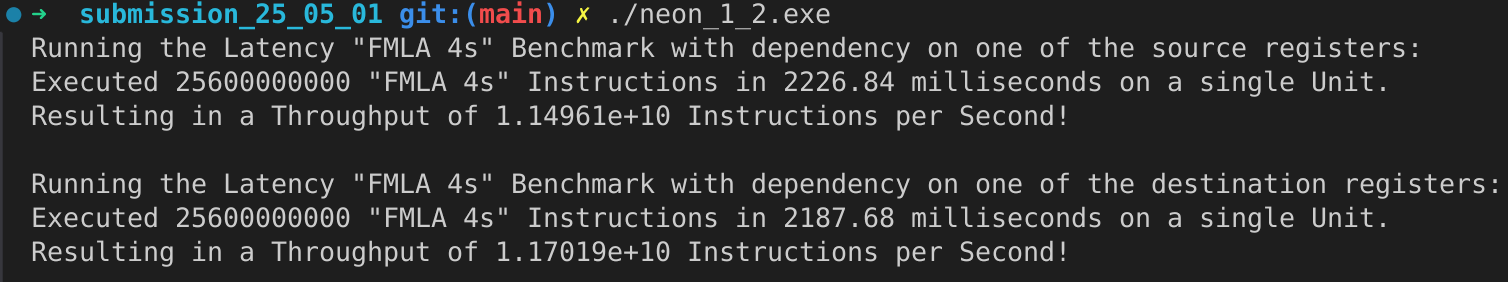 ➜ submission_25_05_01 git:(main) ✗ ./neon_1_2.exe
Running the Latency "FMLA 4s" Benchmark with dependency on one of the source registers:
Executed 25600000000 "FMLA 4s" Instructions in 2226.84 milliseconds on a single Unit.
Resulting in a Throughput of 1.14961e+10 Instructions per Second!
Running the Latency "FMLA 4s" Benchmark with dependency on one of the destination registers:
Executed 25600000000 "FMLA 4s" Instructions in 2187.68 milliseconds on a single Unit.
Resulting in a Throughput of 1.17019e+10 Instructions per Second!